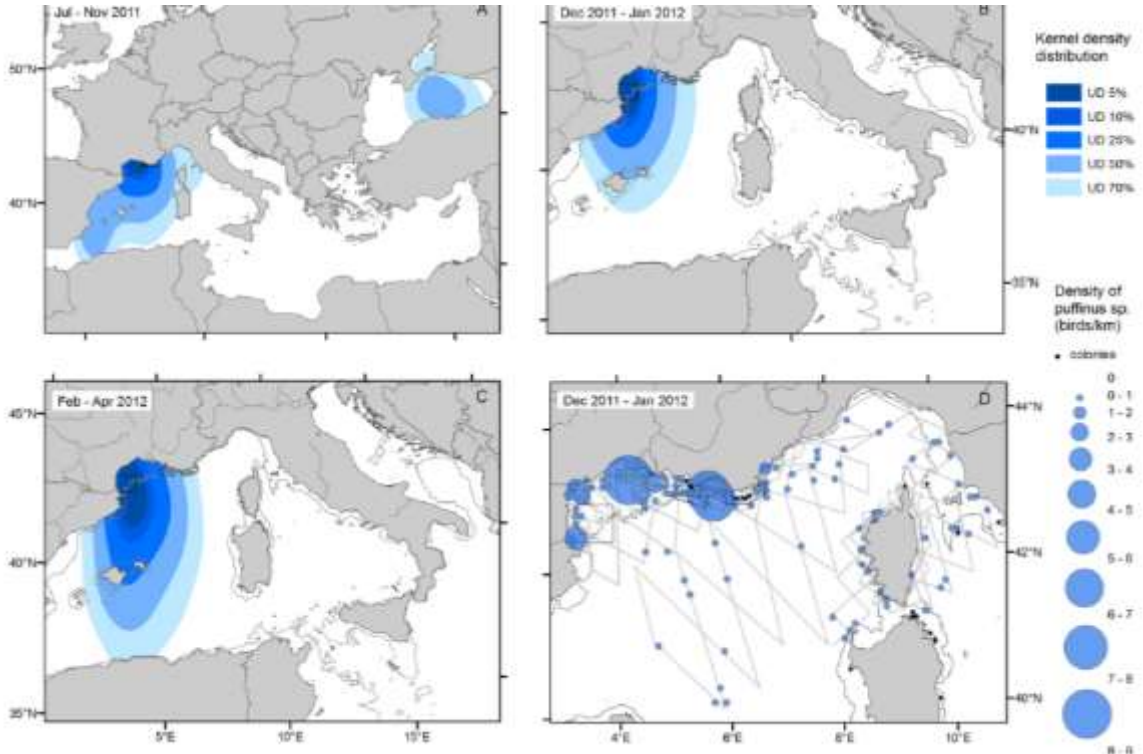 Jul - Nov 2011
A
50°N
40°N
Dec 2011 - Jan 2012
B
40°N
35°N
Kernel density
distribution
UD 5%
UD 10%
UD 25%
UD 50%
UD 70%
Feb - Apr 2012
C
45°N
40°N
35°N
5°E
10°E
15°E
Dec 2011 - Jan 2012
D
44°N
42°N
40°N
4°E
6°E
8°E
10°E
Density of
puffinus sp.
(birds/km)
colonies
0
0 - 1
1 - 2
2 - 3
3 - 4
4 - 5
5 - 6
6 - 7
7 - 8
8 - 9